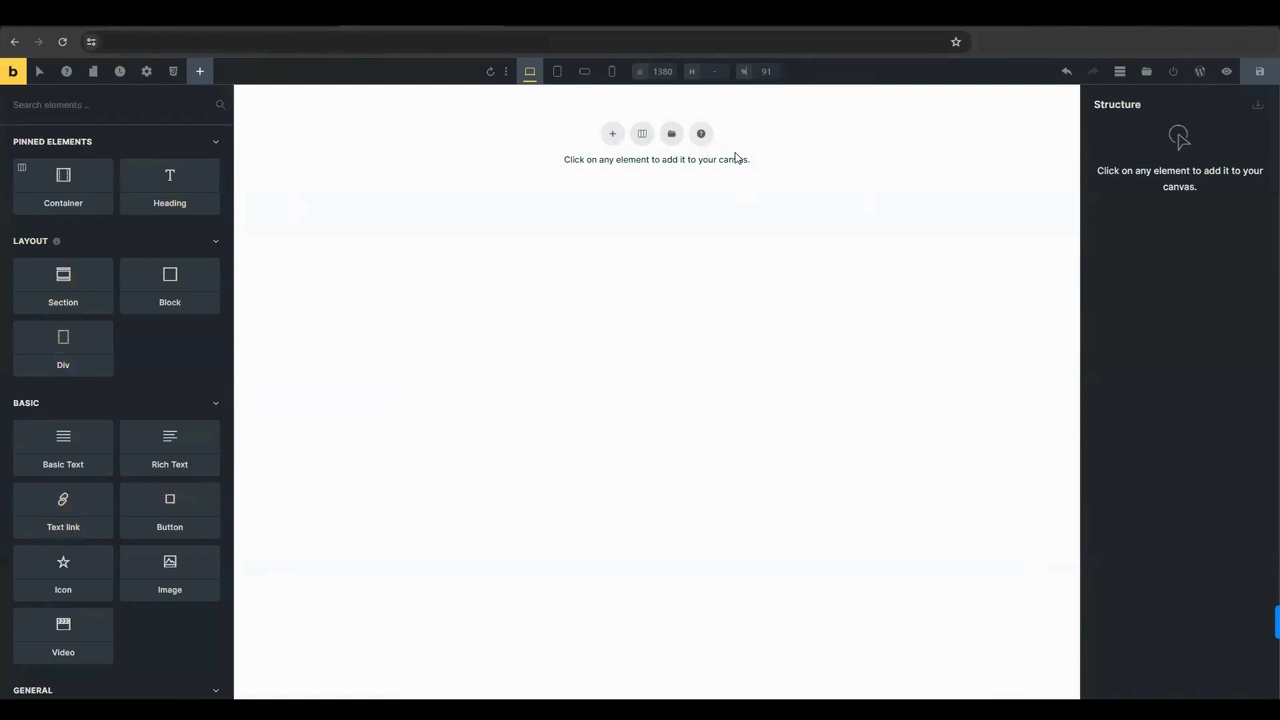 b
1380
H
-
91
Search elements ...
PINNED ELEMENTS
Container
Heading
LAYOUT
Section
Block
Div
BASIC
Basic Text
Rich Text
Text link
Button
Icon
Image
Video
GENERAL
Click on any element to add it to your canvas.
Structure
Click on any element to add it to your
canvas.